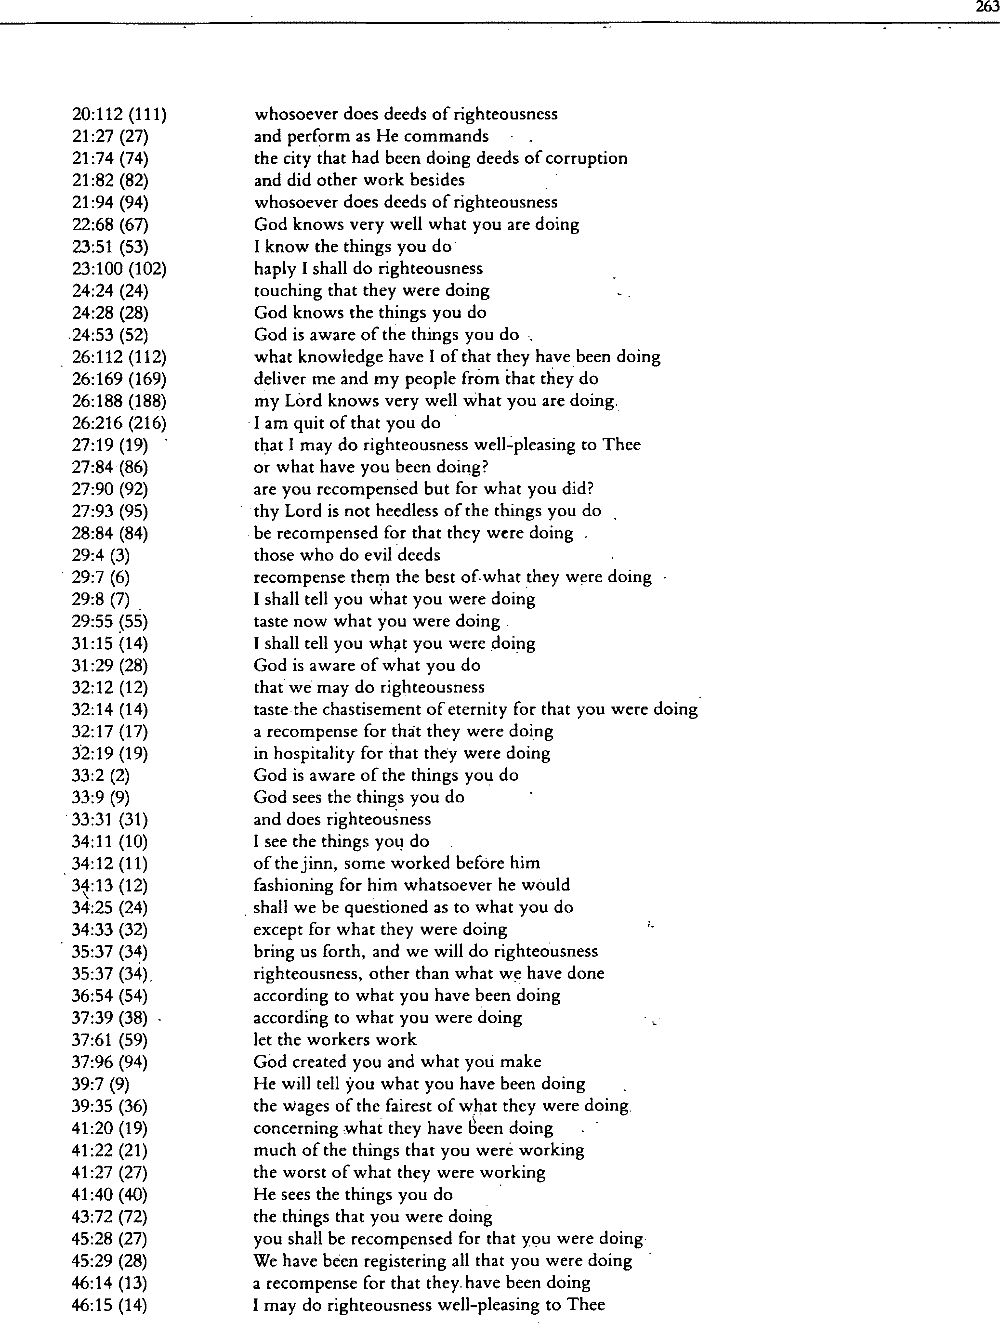 263
20:112 (111) whosoever does deeds of righteousness
21:27 (27) and perform as He commands
21:74 (74) the city that had been doing deeds of corruption
21:82 (82) and did other work besides
21:94 (94) whosoever does deeds of righteousness
22:68 (67) God knows very well what you are doing
23:51 (53) I know the things you do
23:100 (102) haply I shall do righteousness
24:24 (24) touching that they were doing
24:28 (28) God knows the things you do
24:53 (52) God is aware of the things you do
26:112 (112) what knowledge have I of that they have been doing
26:169 (169) deliver me and my people from that they do
26:188 (188) my Lord knows very well what you are doing
26:216 (216) I am quit of that you do
27:19 (19) that I may do righteousness well-pleasing to Thee
27:84 (86) or what have you been doing?
27:90 (92) are you recompensed but for what you did?
27:93 (95) thy Lord is not heedless of the things you do
28:84 (84) be recompensed for that they were doing
29:4 (3) those who do evil deeds
29:7 (6) recompense them the best of what they were doing
29:8 (7) I shall tell you what you were doing
29:55 (55) taste now what you were doing
31:15 (14) I shall tell you what you were doing
31:29 (28) God is aware of what you do
32:12 (12) that we may do righteousness
32:14 (14) taste the chastisement of eternity for that you were doing
32:17 (17) a recompense for that they were doing
32:19 (19) in hospitality for that they were doing
33:2 (2) God is aware of the things you do
33:9 (9) God sees the things you do
33:31 (31) and does righteousness
34:11 (10) I see the things you do
34:12 (11) of the jinn, some worked before him
34:13 (12) fashioning for him whatsoever he would
34:25 (24) shall we be questioned as to what you do
34:33 (32) except for what they were doing
35:37 (34) bring us forth, and we will do righteousness
35:37 (34) righteousness, other than what we have done
36:54 (54) according to what you have been doing
37:39 (38) according to what you were doing
37:61 (59) let the workers work
37:96 (94) God created you and what you make
39:7 (9) He will tell you what you have been doing
39:35 (36) the wages of the fairest of what they were doing
41:20 (19) concerning what they have been doing
41:22 (21) much of the things that you were working
41:27 (27) the worst of what they were working
41:40 (40) He sees the things you do
43:72 (72) the things that you were doing
45:28 (27) you shall be recompensed for that you were doing
45:29 (28) We have been registering all that you were doing
46:14 (13) a recompense for that they have been doing
46:15 (14) I may do righteousness well-pleasing to Thee